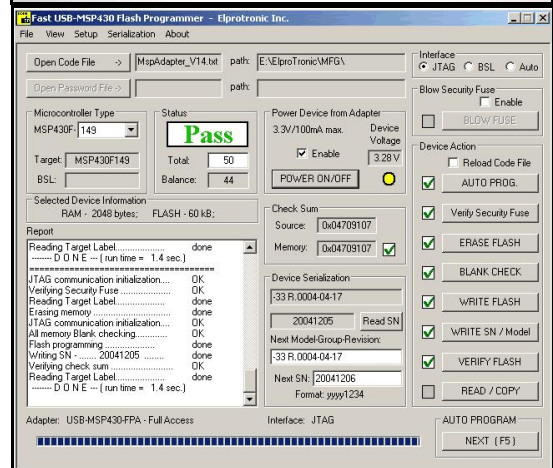 Fast USB-MSP430 Flash Programmer - Elprotronic Inc.
File View Setup Serialization About
Open Code File -> MspAdapter_V14.txt path: E:\ElproTronic\MFG\
Open Password File -> path:
Interface
JTAG BSL Auto
Microcontroller Type
MSP430F- 149
Target: MSP430F149
BSL:
Status
Pass
Total: 50
Balance: 44
Power Device from Adapter
3.3V/100mA max.
Device Voltage
Enable
3.28 V
POWER ON/OFF
Blow Security Fuse
Enable
BLOW FUSE
Selected Device Information
RAM - 2048 bytes; FLASH - 60 kB;
Report
Reading Target Label................... done
-------- D O N E --- ( run time = 1.4 sec.)
=====================================
JTAG communication initialization.... OK
Verifying Security Fuse .................. OK
Reading Target Label.................... done
Erasing memory ........................... done
JTAG communication initialization.... OK
All memory Blank checking............ OK
Flash programming ...................... done
Writing SN - ....... 20041205 ........ done
Verifying check sum ..................... OK
Reading Target Label.................... done
-------- D O N E --- ( run time = 1.4 sec.)
Check Sum
Source: 0x04709107
Memory: 0x04709107
Device Serialization
-33 R.0004-04-17
20041205 Read SN
Next Model-Group-Revision:
-33 R.0004-04-17
Next SN: 20041206
Format: yyyy1234
Device Action
Reload Code File
AUTO PROG.
Verify Security Fuse
ERASE FLASH
BLANK CHECK
WRITE FLASH
WRITE SN / Model
VERIFY FLASH
READ / COPY
Adapter: USB-MSP430-FPA - Full Access Interface: JTAG
AUTO PROGRAM
NEXT ( F5 )